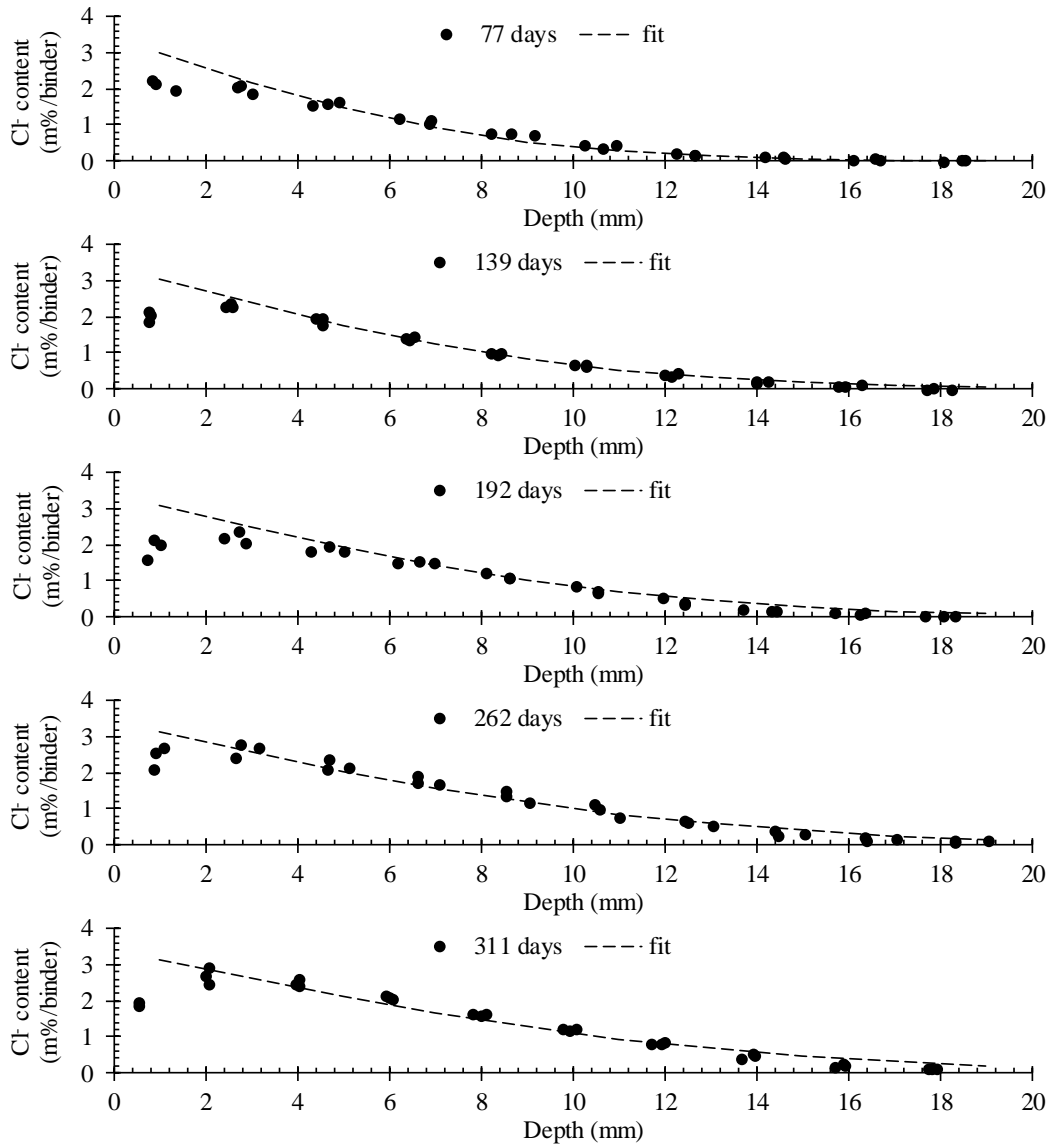 4
3
2
1
0
Cl⁻ content
(m%/binder)
77 days fit
0 2 4 6 8 10 12 14 16 18 20
Depth (mm)
4
3
2
1
0
Cl⁻ content
(m%/binder)
139 days fit
0 2 4 6 8 10 12 14 16 18 20
Depth (mm)
4
3
2
1
0
Cl⁻ content
(m%/binder)
192 days fit
0 2 4 6 8 10 12 14 16 18 20
Depth (mm)
4
3
2
1
0
Cl⁻ content
(m%/binder)
262 days fit
0 2 4 6 8 10 12 14 16 18 20
Depth (mm)
4
3
2
1
0
Cl⁻ content
(m%/binder)
311 days fit
0 2 4 6 8 10 12 14 16 18 20
Depth (mm)